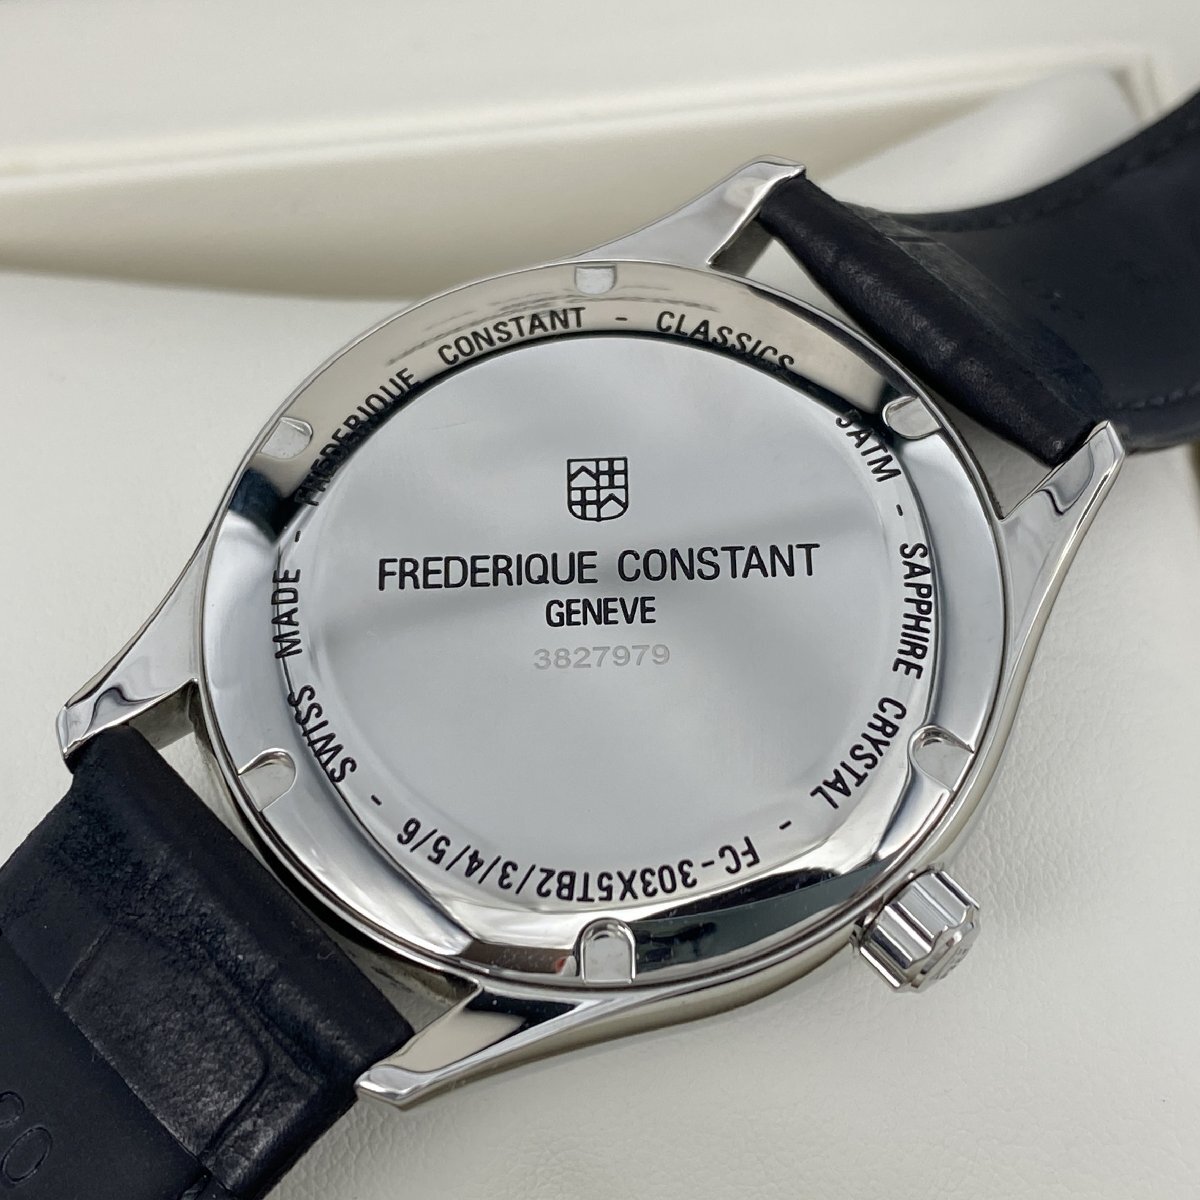 FREDERIQUE CONSTANT
GENEVE
3827979
FREDERIQUE CONSTANT - CLASSICS
5ATM - SAPPHIRE CRYSTAL - FC-303X5TB2/3/4/5/6 - SWISS MADE -